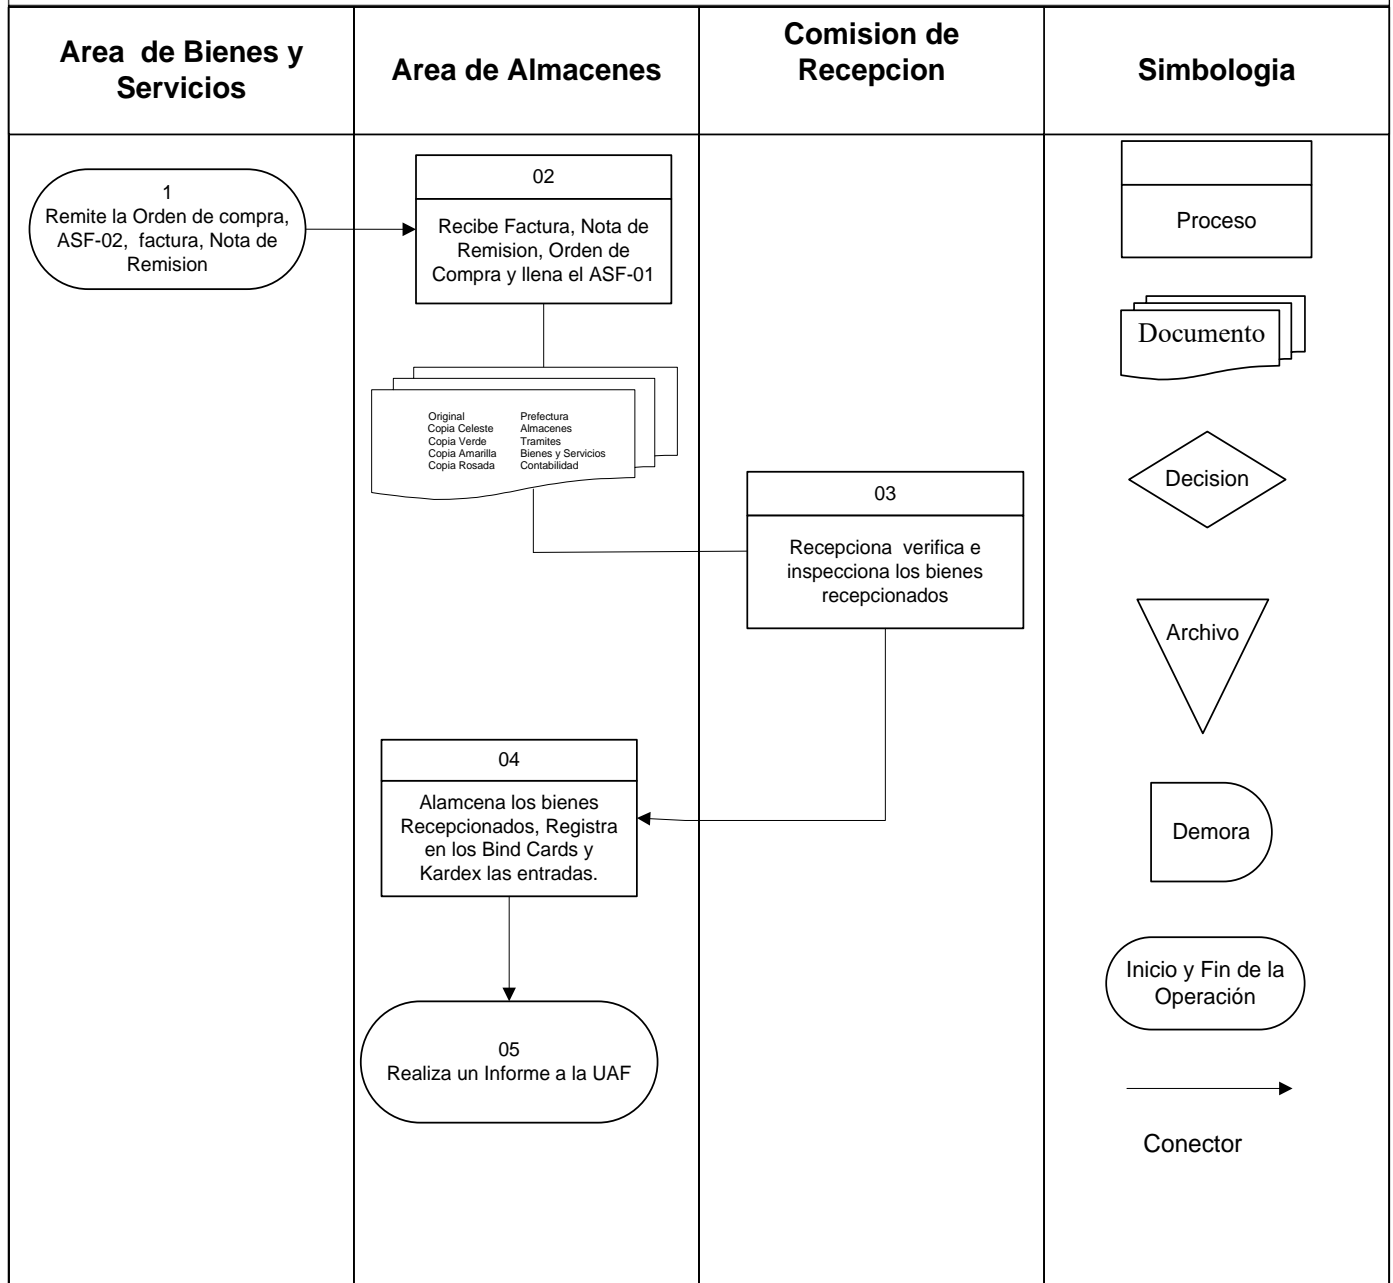 Area de Bienes y
Servicios
Area de Almacenes
Comision de
Recepcion
Simbologia
1
Remite la Orden de compra,
ASF-02, factura, Nota de
Remision
02
Recibe Factura, Nota de
Remision, Orden de
Compra y llena el ASF-01
Original Prefectura
Copia Celeste Almacenes
Copia Verde Tramites
Copia Amarilla Bienes y Servicios
Copia Rosada Contabilidad
03
Recepciona verifica e
inspecciona los bienes
recepcionados
04
Alamcena los bienes
Recepcionados, Registra
en los Bind Cards y
Kardex las entradas.
05
Realiza un Informe a la UAF
Proceso
Documento
Decision
Archivo
Demora
Inicio y Fin de la
Operación
Conector